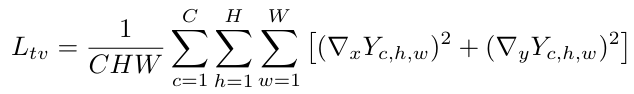 $L_{tv} = \frac{1}{CHW} \sum_{c=1}^{C} \sum_{h=1}^{H} \sum_{w=1}^{W} \left[ (\nabla_x Y_{c,h,w})^2 + (\nabla_y Y_{c,h,w})^2 \right]$